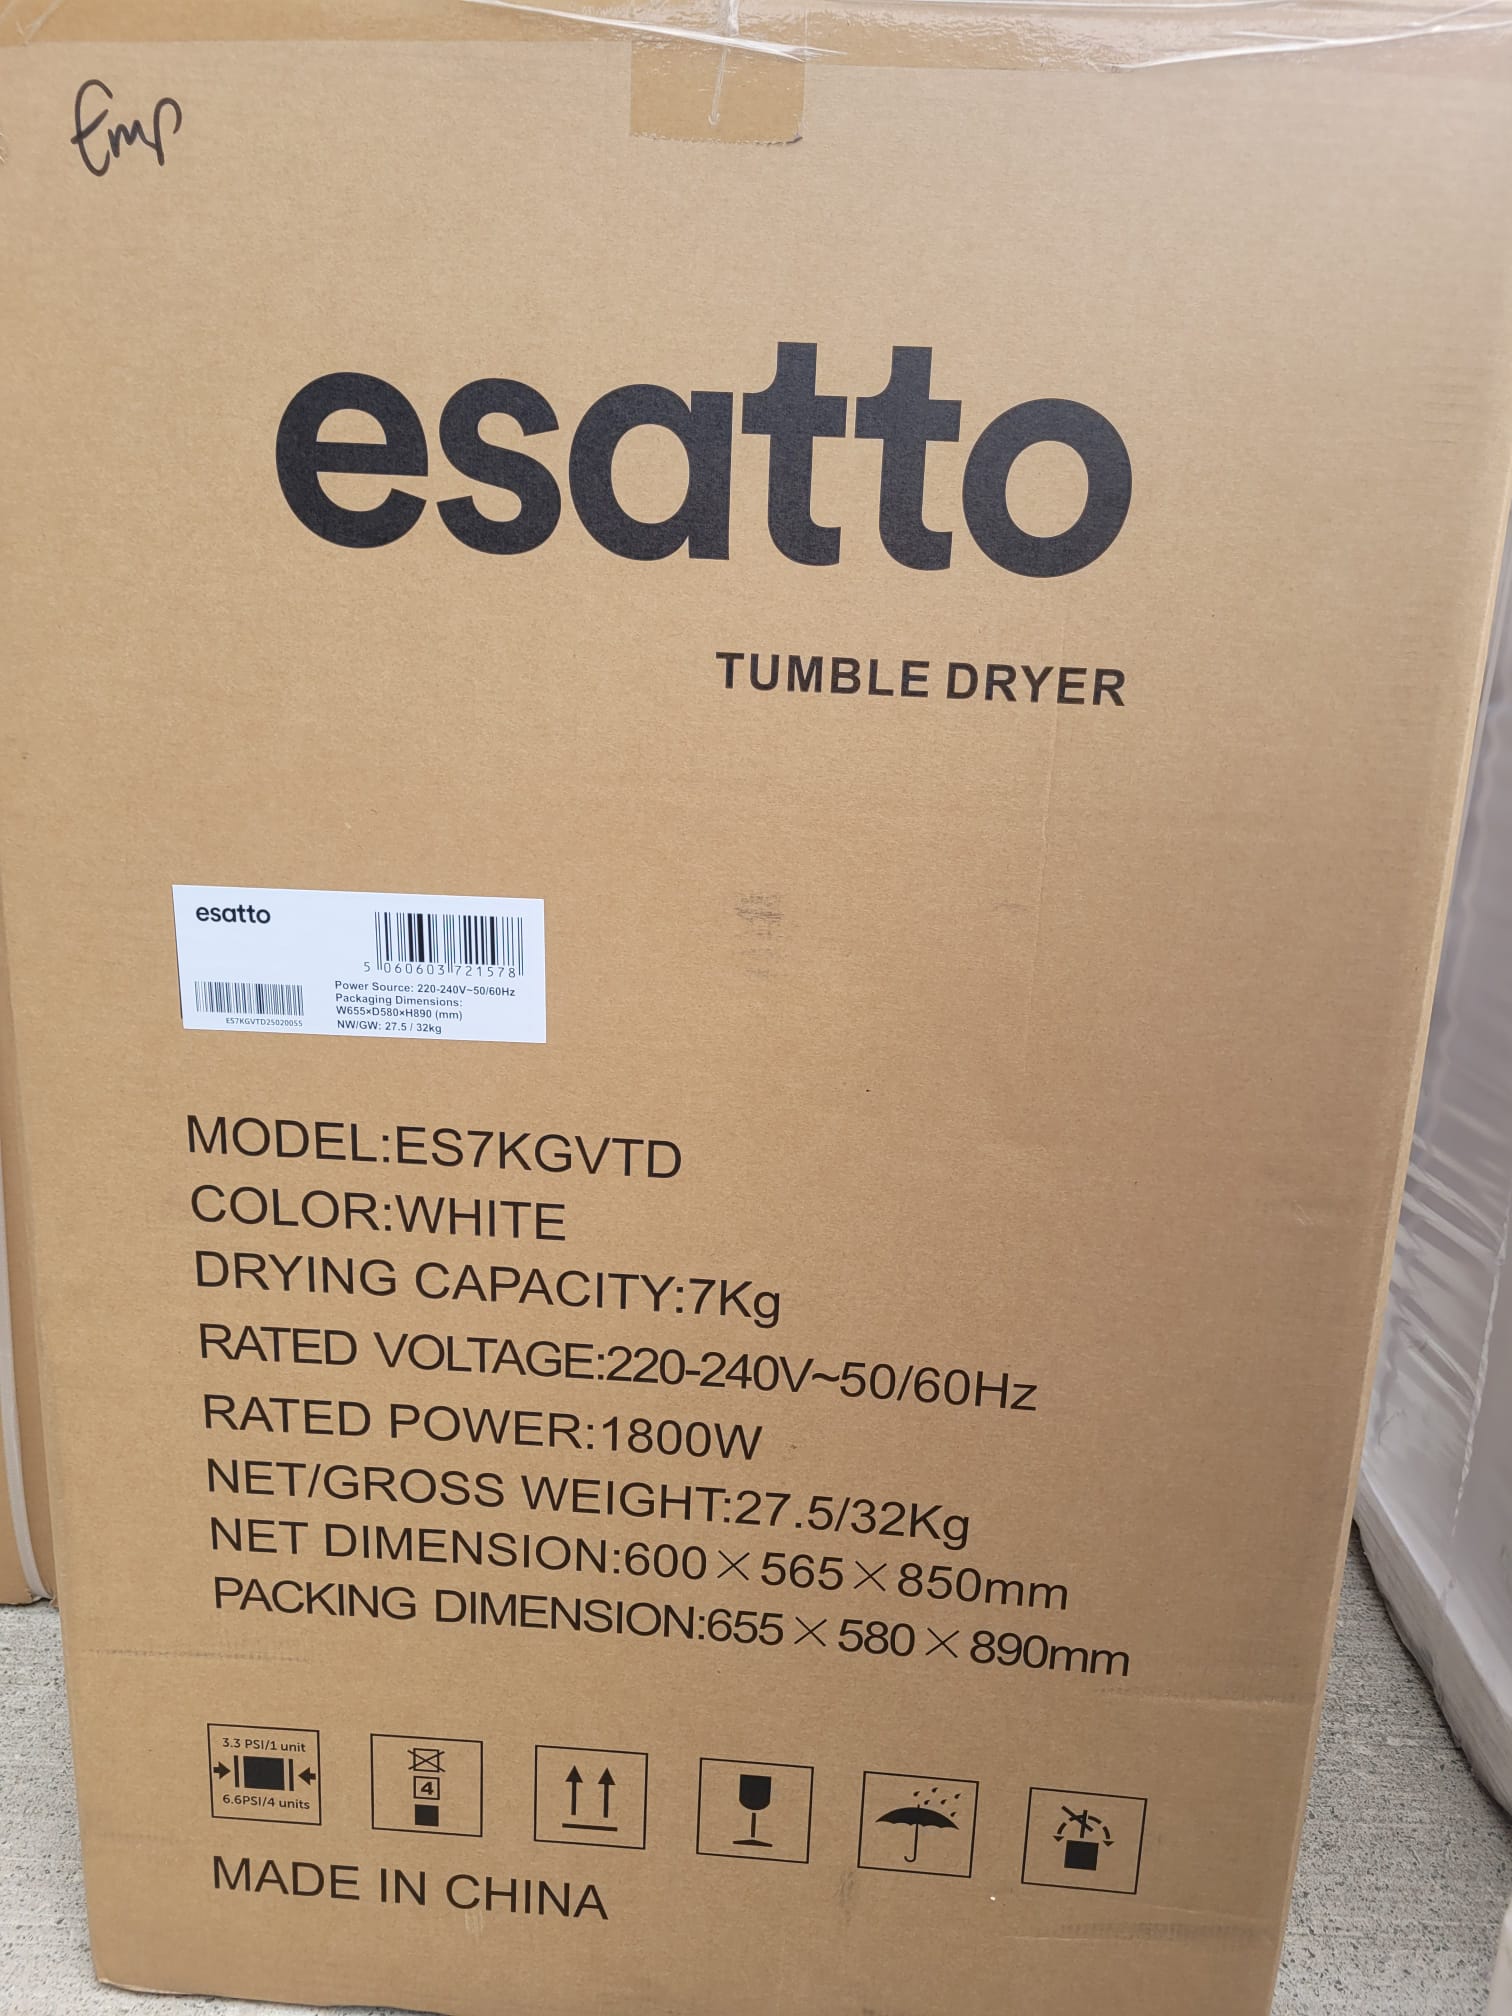 Emp
esatto
TUMBLE DRYER
esatto
5 060603 721578
Power Source: 220-240V~50/60Hz
Packaging Dimensions:
W655×D580×H890 (mm)
NW/GW: 27.5 / 32kg
ES7KGVTD25020055
MODEL:ES7KGVTD
COLOR:WHITE
DRYING CAPACITY:7Kg
RATED VOLTAGE:220-240V~50/60Hz
RATED POWER:1800W
NET/GROSS WEIGHT:27.5/32Kg
NET DIMENSION:600×565×850mm
PACKING DIMENSION:655×580×890mm
3.3 PSI/1 unit
6.6PSI/4 units
4
MADE IN CHINA